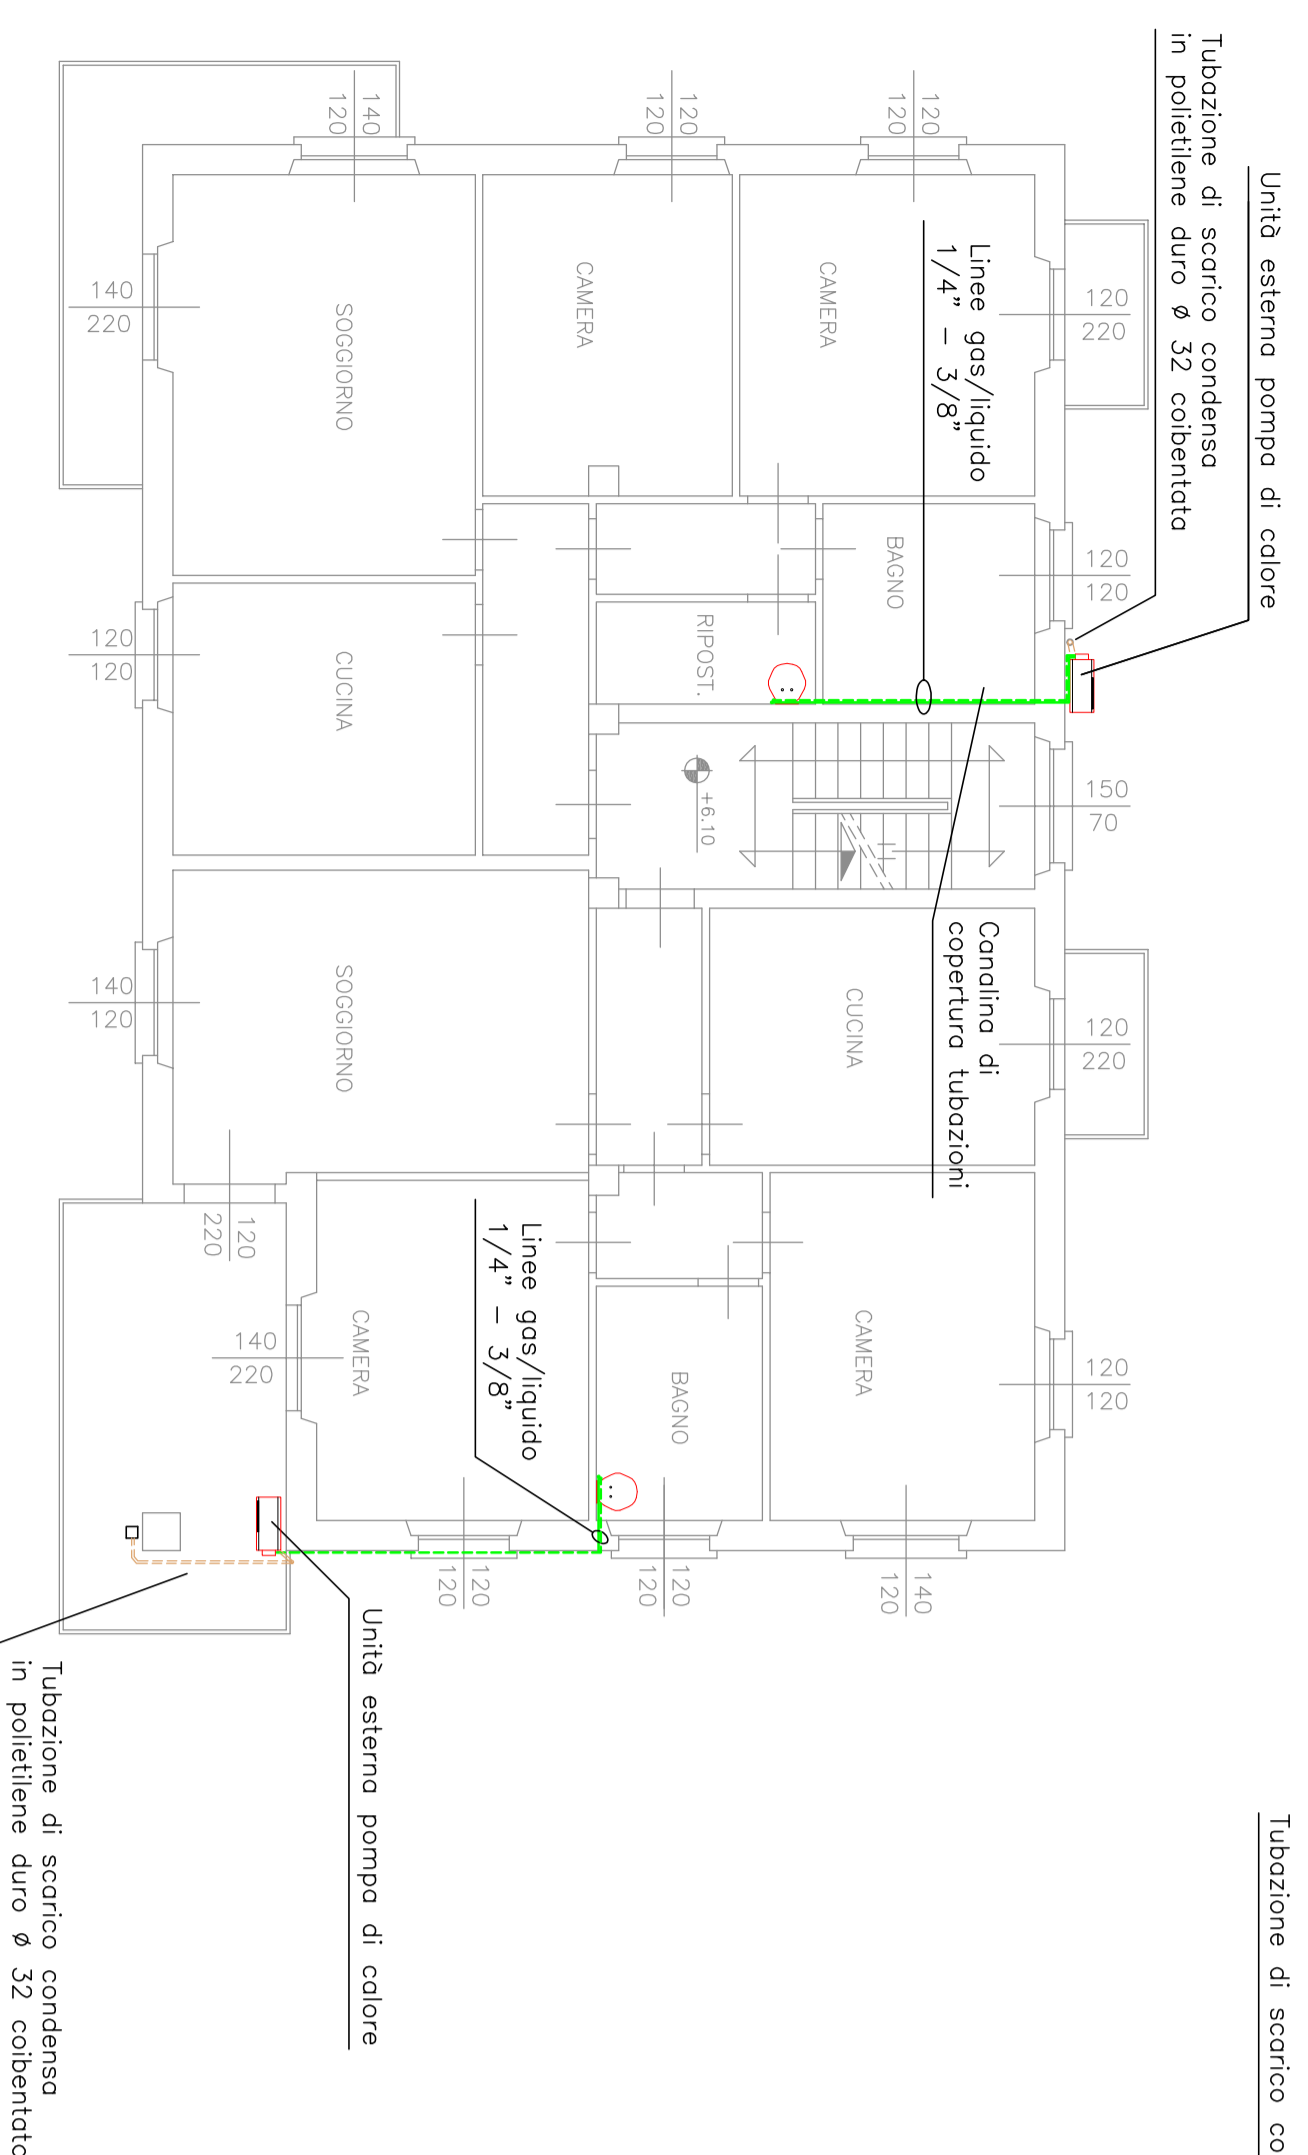 Unità esterna pompa di calore
Tubazione di scarico condensa
in polietilene duro ø 32 coibentata
120
220
120
120
150
70
120
220
120
120
120
120
Linee gas/liquido
1/4” – 3/8”
Canalina di
copertura tubazioni
BAGNO
CAMERA
CUCINA
CAMERA
140
120
RIPOST.
+6.10
BAGNO
120
120
120
120
CAMERA
Linee gas/liquido
1/4” – 3/8”
120
120
140
120
SOGGIORNO
CUCINA
SOGGIORNO
CAMERA
Unità esterna pompa di calore
120
220
140
220
140
220
120
120
140
120
Tubazione di scarico condensa
in polietilene duro ø 32 coibentata
Tubazione di scarico co